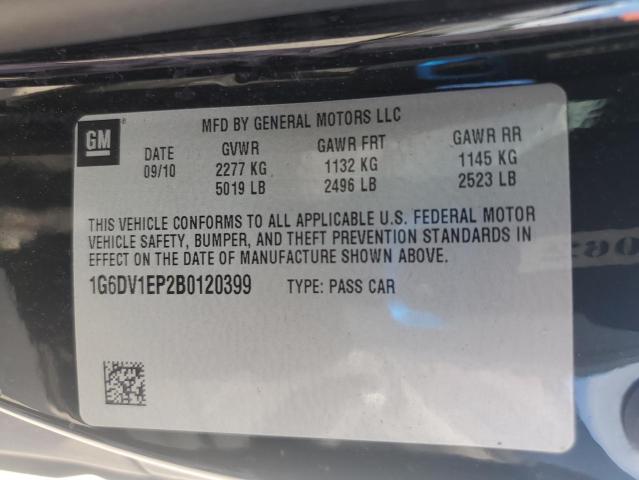 GM
MFD BY GENERAL MOTORS LLC
DATE GVWR GAWR FRT GAWR RR
09/10 2277 KG 1132 KG 1145 KG
5019 LB 2496 LB 2523 LB
THIS VEHICLE CONFORMS TO ALL APPLICABLE U.S. FEDERAL MOTOR
VEHICLE SAFETY, BUMPER, AND THEFT PREVENTION STANDARDS IN
EFFECT ON THE DATE OF MANUFACTURE SHOWN ABOVE.
1G6DV1EP2B0120399 TYPE: PASS CAR